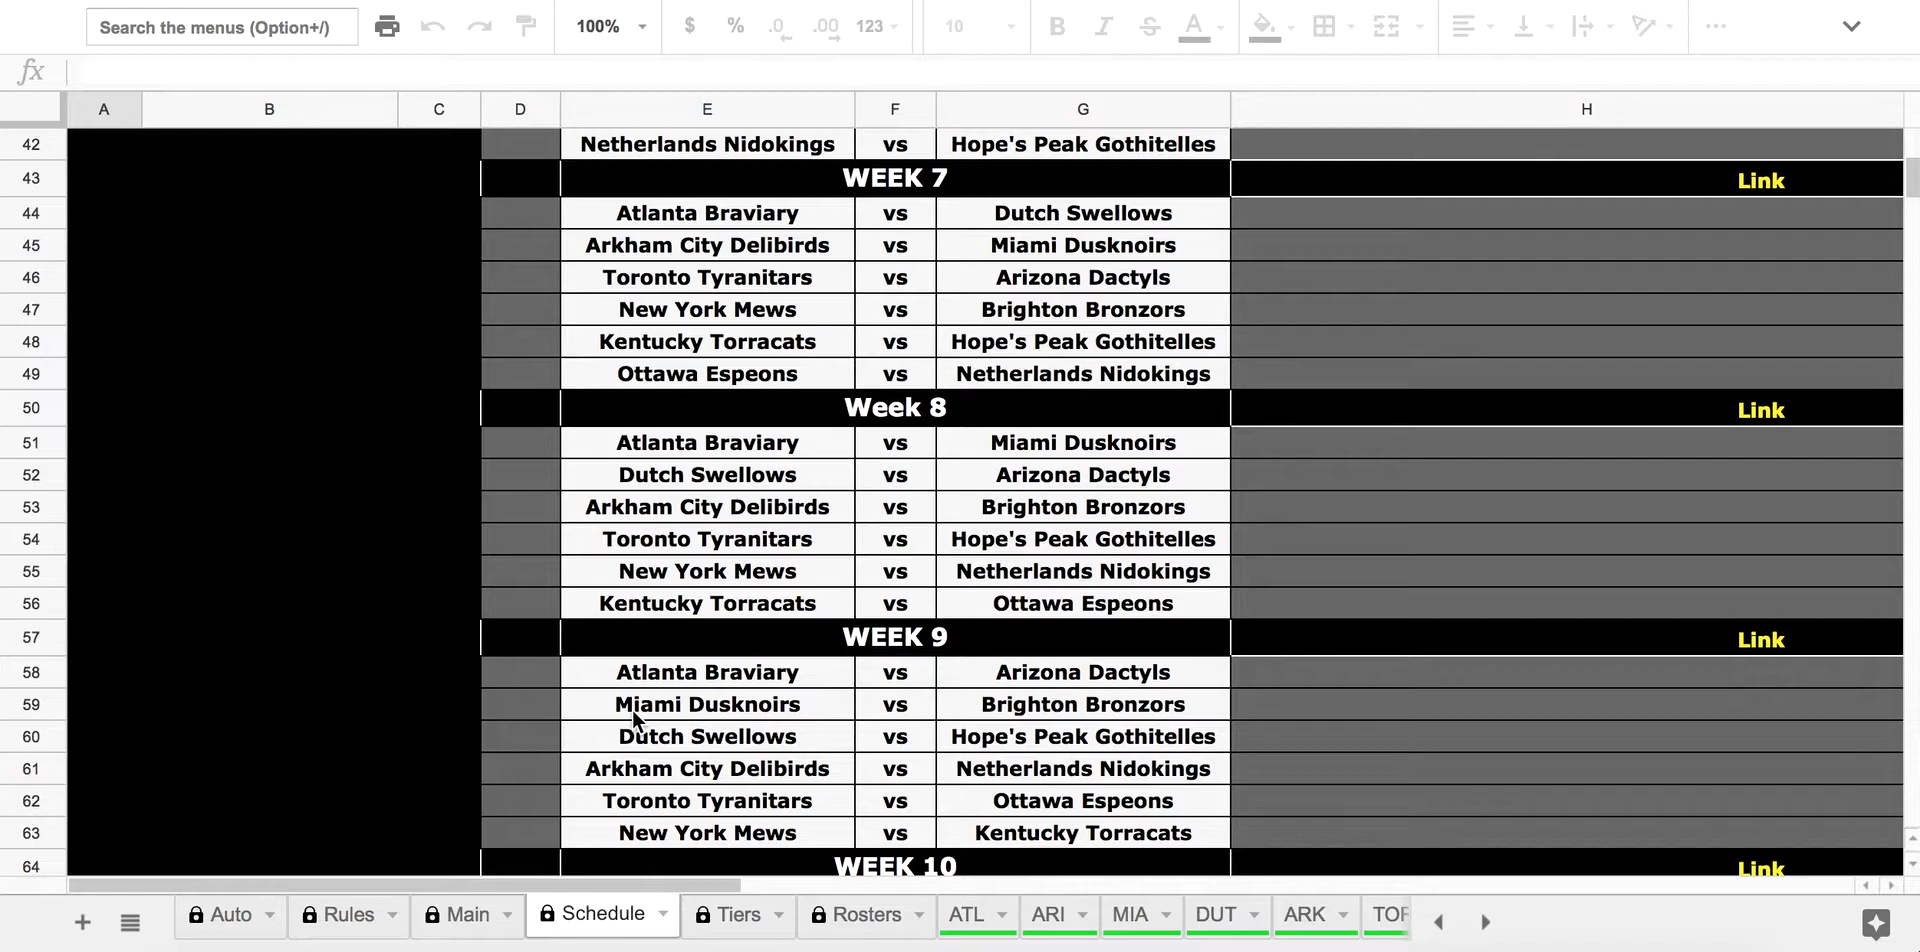 Search the menus (Option+/) 100% $ % .0 .00 123 10 B I S A
fx
A B C D E F G H
42 Netherlands Nidokings vs Hope's Peak Gothitelles
43 WEEK 7 Link
44 Atlanta Braviary vs Dutch Swellows
45 Arkham City Delibirds vs Miami Dusknoirs
46 Toronto Tyranitars vs Arizona Dactyls
47 New York Mews vs Brighton Bronzors
48 Kentucky Torracats vs Hope's Peak Gothitelles
49 Ottawa Espeons vs Netherlands Nidokings
50 Week 8 Link
51 Atlanta Braviary vs Miami Dusknoirs
52 Dutch Swellows vs Arizona Dactyls
53 Arkham City Delibirds vs Brighton Bronzors
54 Toronto Tyranitars vs Hope's Peak Gothitelles
55 New York Mews vs Netherlands Nidokings
56 Kentucky Torracats vs Ottawa Espeons
57 WEEK 9 Link
58 Atlanta Braviary vs Arizona Dactyls
59 Miami Dusknoirs vs Brighton Bronzors
60 Dutch Swellows vs Hope's Peak Gothitelles
61 Arkham City Delibirds vs Netherlands Nidokings
62 Toronto Tyranitars vs Ottawa Espeons
63 New York Mews vs Kentucky Torracats
64 WEEK 10 Link
Auto Rules Main Schedule Tiers Rosters ATL ARI MIA DUT ARK TOR